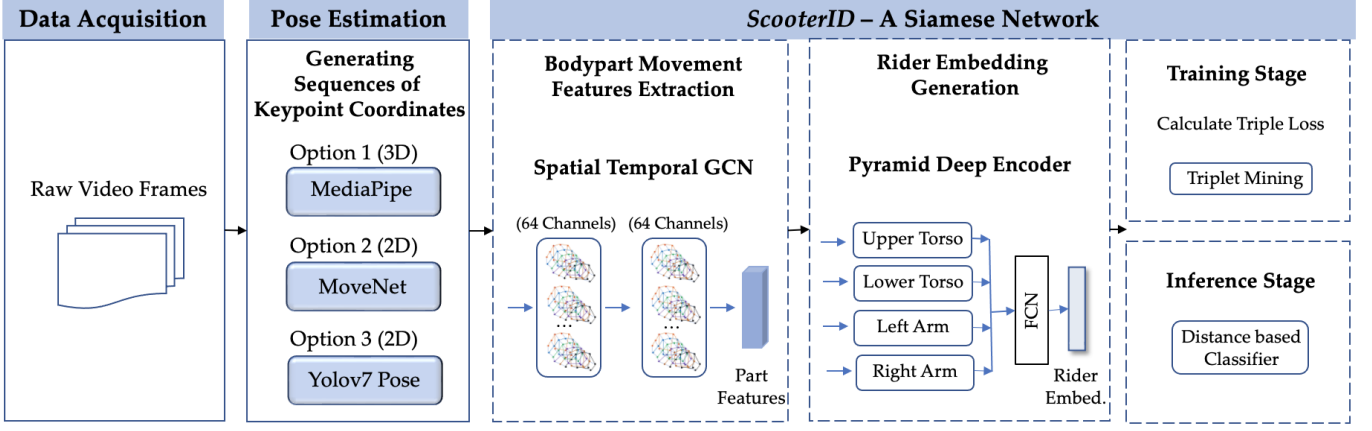 Data Acquisition
Pose Estimation
ScooterID – A Siamese Network
Raw Video Frames
Generating
Sequences of
Keypoint Coordinates
Option 1 (3D)
MediaPipe
Option 2 (2D)
MoveNet
Option 3 (2D)
Yolov7 Pose
Bodypart Movement
Features Extraction
Spatial Temporal GCN
(64 Channels)
(64 Channels)
...
...
Part
Features
Rider Embedding
Generation
Pyramid Deep Encoder
Upper Torso
Lower Torso
Left Arm
Right Arm
FCN
Rider
Embed.
Training Stage
Calculate Triple Loss
Triplet Mining
Inference Stage
Distance based
Classifier